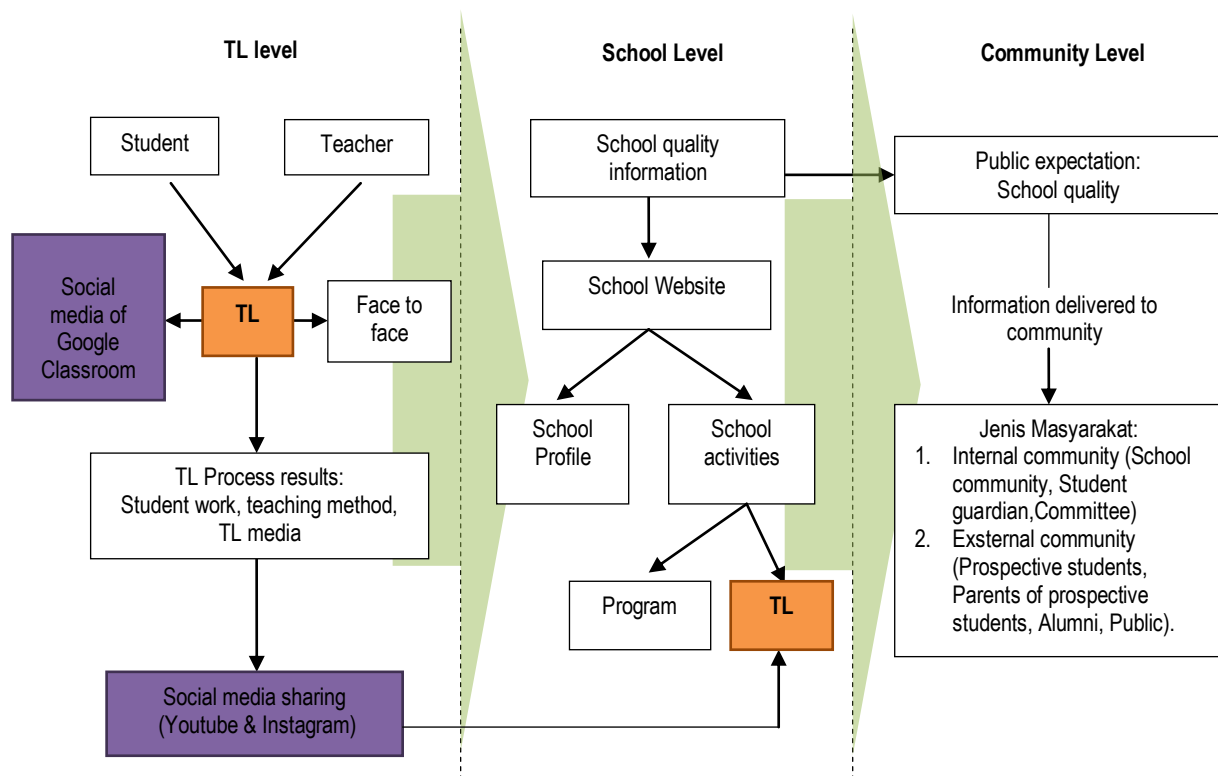 TL level
School Level
Community Level
Student
Teacher
Social
media of
Google
Classroom
TL
Face to
face
TL Process results:
Student work, teaching method,
TL media
Social media sharing
(Youtube & Instagram)
School quality
information
School Website
School
Profile
School
activities
Program
TL
Public expectation:
School quality
Information delivered to
community
Jenis Masyarakat:
1. Internal community (School
community, Student
guardian,Committee)
2. Exsternal community
(Prospective students,
Parents of prospective
students, Alumni, Public).